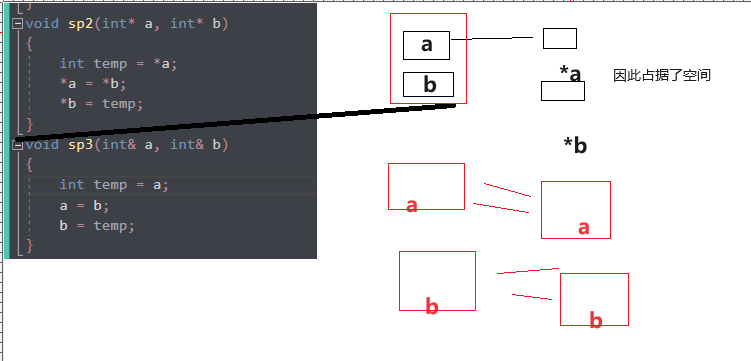 }
void sp2(int* a, int* b)
{
int temp = *a;
*a = *b;
*b = temp;
}
void sp3(int& a, int& b)
{
int temp = a;
a = b;
b = temp;
}
a
b
*a
因此占据了空间
*b
a
a
b
b